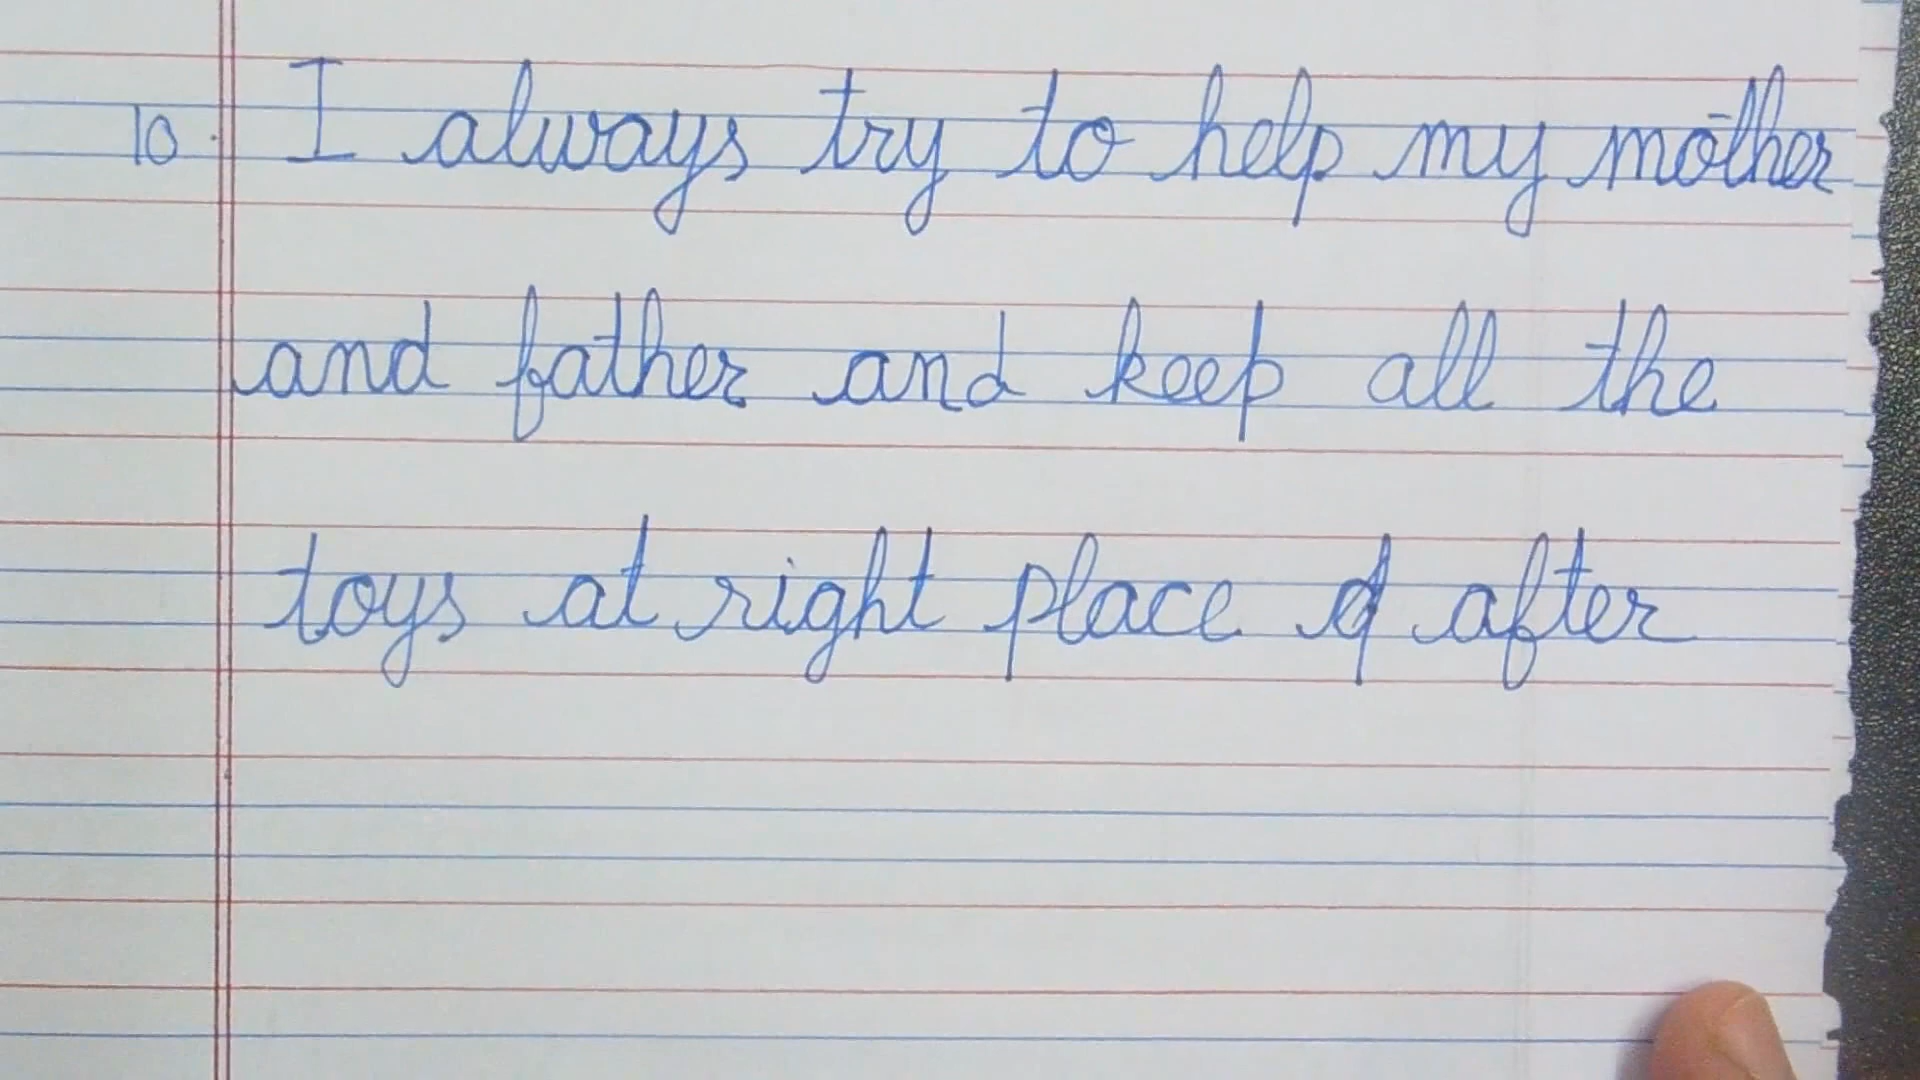 10. I always try to help my mother
and father and keep all the
toys at right place after